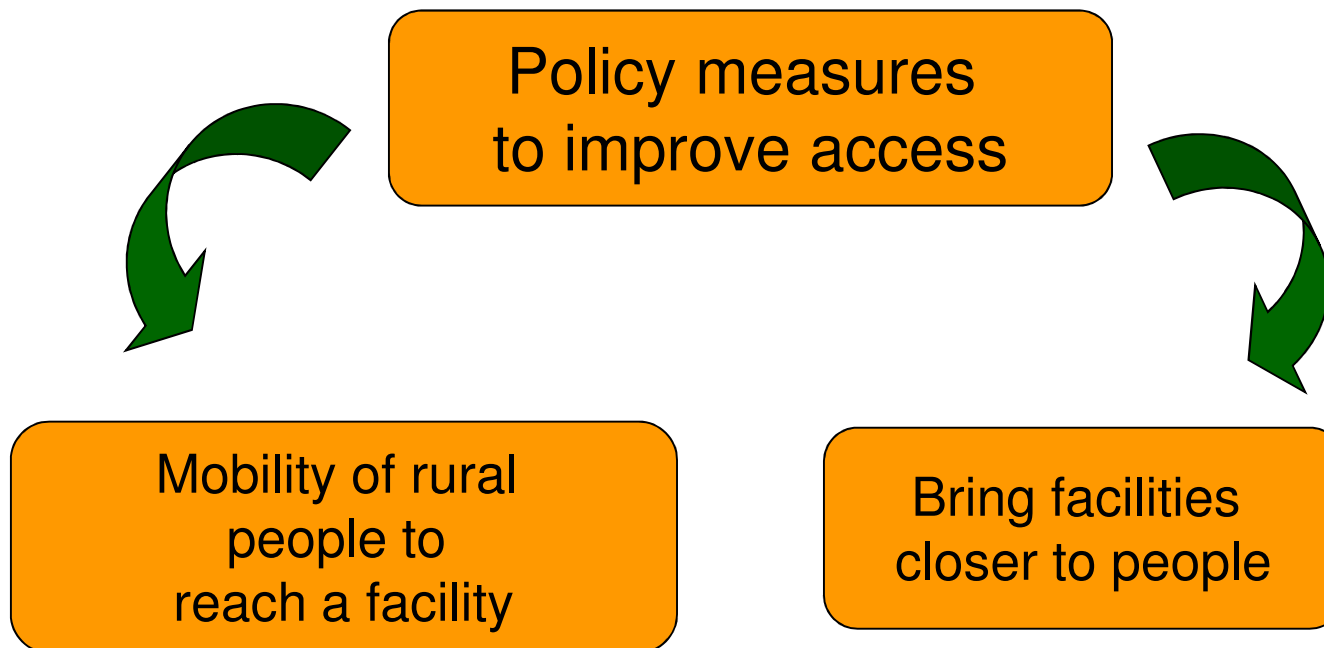 Policy measures
to improve access
Mobility of rural
people to
reach a facility
Bring facilities
closer to people